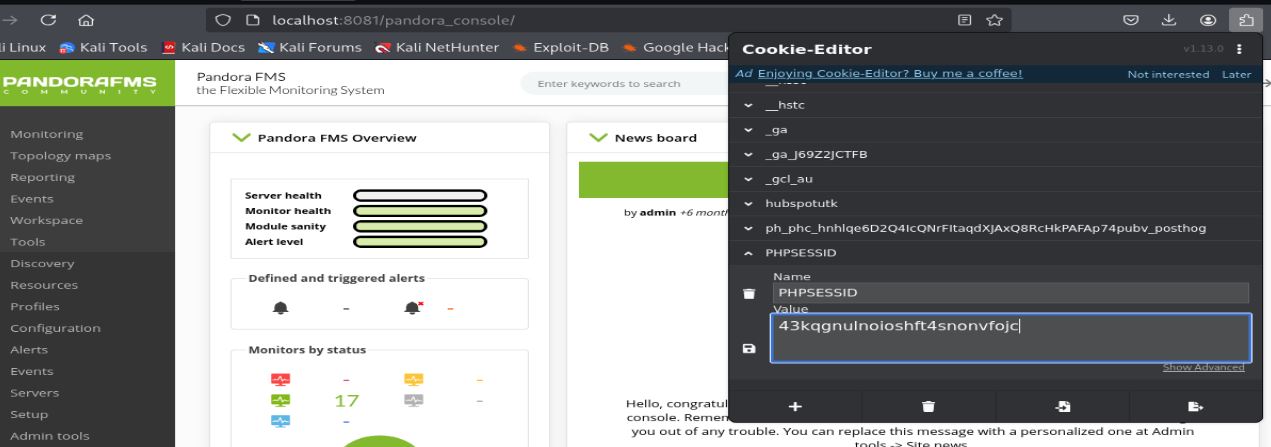 localhost:8081/pandora_console/
li Linux Kali Tools Kali Docs Kali Forums Kali NetHunter Exploit-DB Google Hack
PANDORAFMS
COMMUNITY
Pandora FMS
the Flexible Monitoring System
Enter keywords to search
Monitoring
Topology maps
Reporting
Events
Workspace
Tools
Discovery
Resources
Profiles
Configuration
Alerts
Events
Servers
Setup
Admin tools
Pandora FMS Overview
Server health
Monitor health
Module sanity
Alert level
Defined and triggered alerts
- -
Monitors by status
- -
17 -
News board
by admin +6 month
Hello, congratul
console. Remem
you out of any trouble. You can replace this message with a personalized one at Admin
tools -> Site news.
Cookie-Editor v1.13.0
Ad Enjoying Cookie-Editor? Buy me a coffee! Not interested Later
__hstc
_ga
_ga_J69Z2JCTFB
_gcl_au
hubspotutk
ph_phc_hnhlqe6D2Q4IcQNrFItaqdXJAxQ8RcHkPAFAp74pubv_posthog
PHPSESSID
Name
PHPSESSID
Value
43kqgnulnoioshft4snonvfojc
Show Advanced